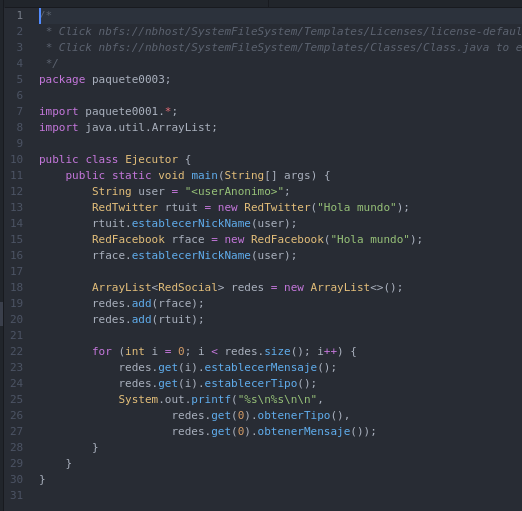 1 /*
2  * Click nbfs://nbhost/SystemFileSystem/Templates/Licenses/license-defaul
3  * Click nbfs://nbhost/SystemFileSystem/Templates/Classes/Class.java to e
4  */
5 package paquete0003;
6
7 import paquete0001.*;
8 import java.util.ArrayList;
9
10 public class Ejecutor {
11     public static void main(String[] args) {
12         String user = "<userAnonimo>";
13         RedTwitter rtuit = new RedTwitter("Hola mundo");
14         rtuit.establecerNickName(user);
15         RedFacebook rface = new RedFacebook("Hola mundo");
16         rface.establecerNickName(user);
17
18         ArrayList<RedSocial> redes = new ArrayList<>();
19         redes.add(rface);
20         redes.add(rtuit);
21
22         for (int i = 0; i < redes.size(); i++) {
23             redes.get(i).establecerMensaje();
24             redes.get(i).establecerTipo();
25             System.out.printf("%s\n%s\n\n",
26                     redes.get(0).obtenerTipo(),
27                     redes.get(0).obtenerMensaje());
28         }
29     }
30 }
31